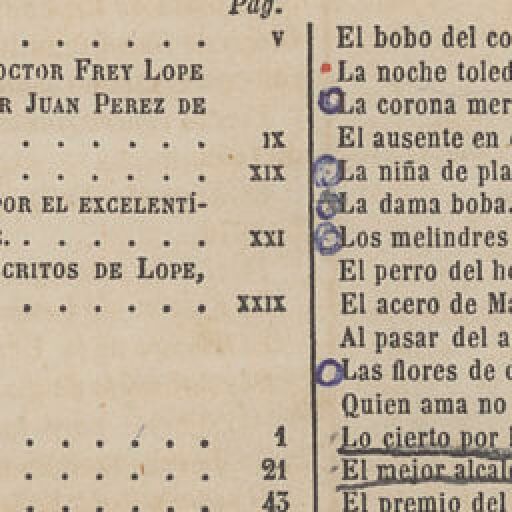 Pág.
. . . . . . v
OCTOR FREY LOPE
R JUAN PEREZ DE
. . . . . . IX
. . . . . . XIX
POR EL EXCELENTÍ-
. . . . . . XXI
CRITOS DE LOPE,
. . . . . . XXIX
. . . . . . 1
. . . . . . 21
. . . . . . 43
El bobo del co
La noche toled
La corona mer
El ausente en
La niña de pla
La dama boba.
Los melindres
El perro del ho
El acero de Ma
Al pasar del a
Las flores de
Quien ama no
Lo cierto por
El mejor alcal
El premio del